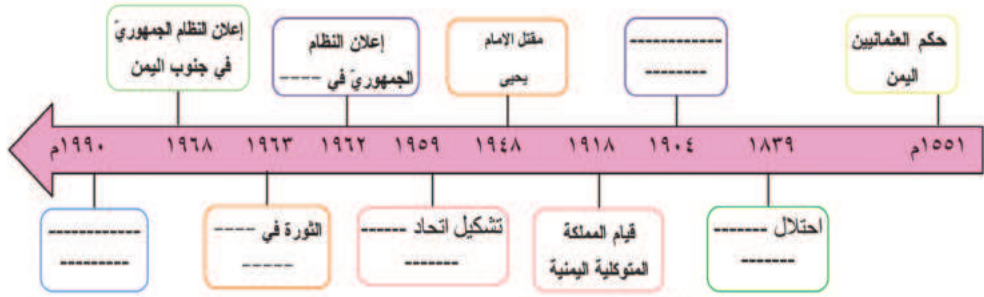 حكم العثمانيين
اليمن
------------
--------
مقتل الإمام
يحيى
إعلان النظام
الجمهوريّ في ----
إعلان النظام الجمهوريّ
في جنوب اليمن
١٥٥١م
١٨٣٩
١٩٠٤
١٩١٨
١٩٤٨
١٩٥٩
١٩٦٢
١٩٦٣
١٩٦٨
١٩٩٠م
احتلال -------
-------
قيام المملكة
المتوكلية اليمنية
تشكيل اتحاد ------
-------
الثورة في ----
-----
------------
---------